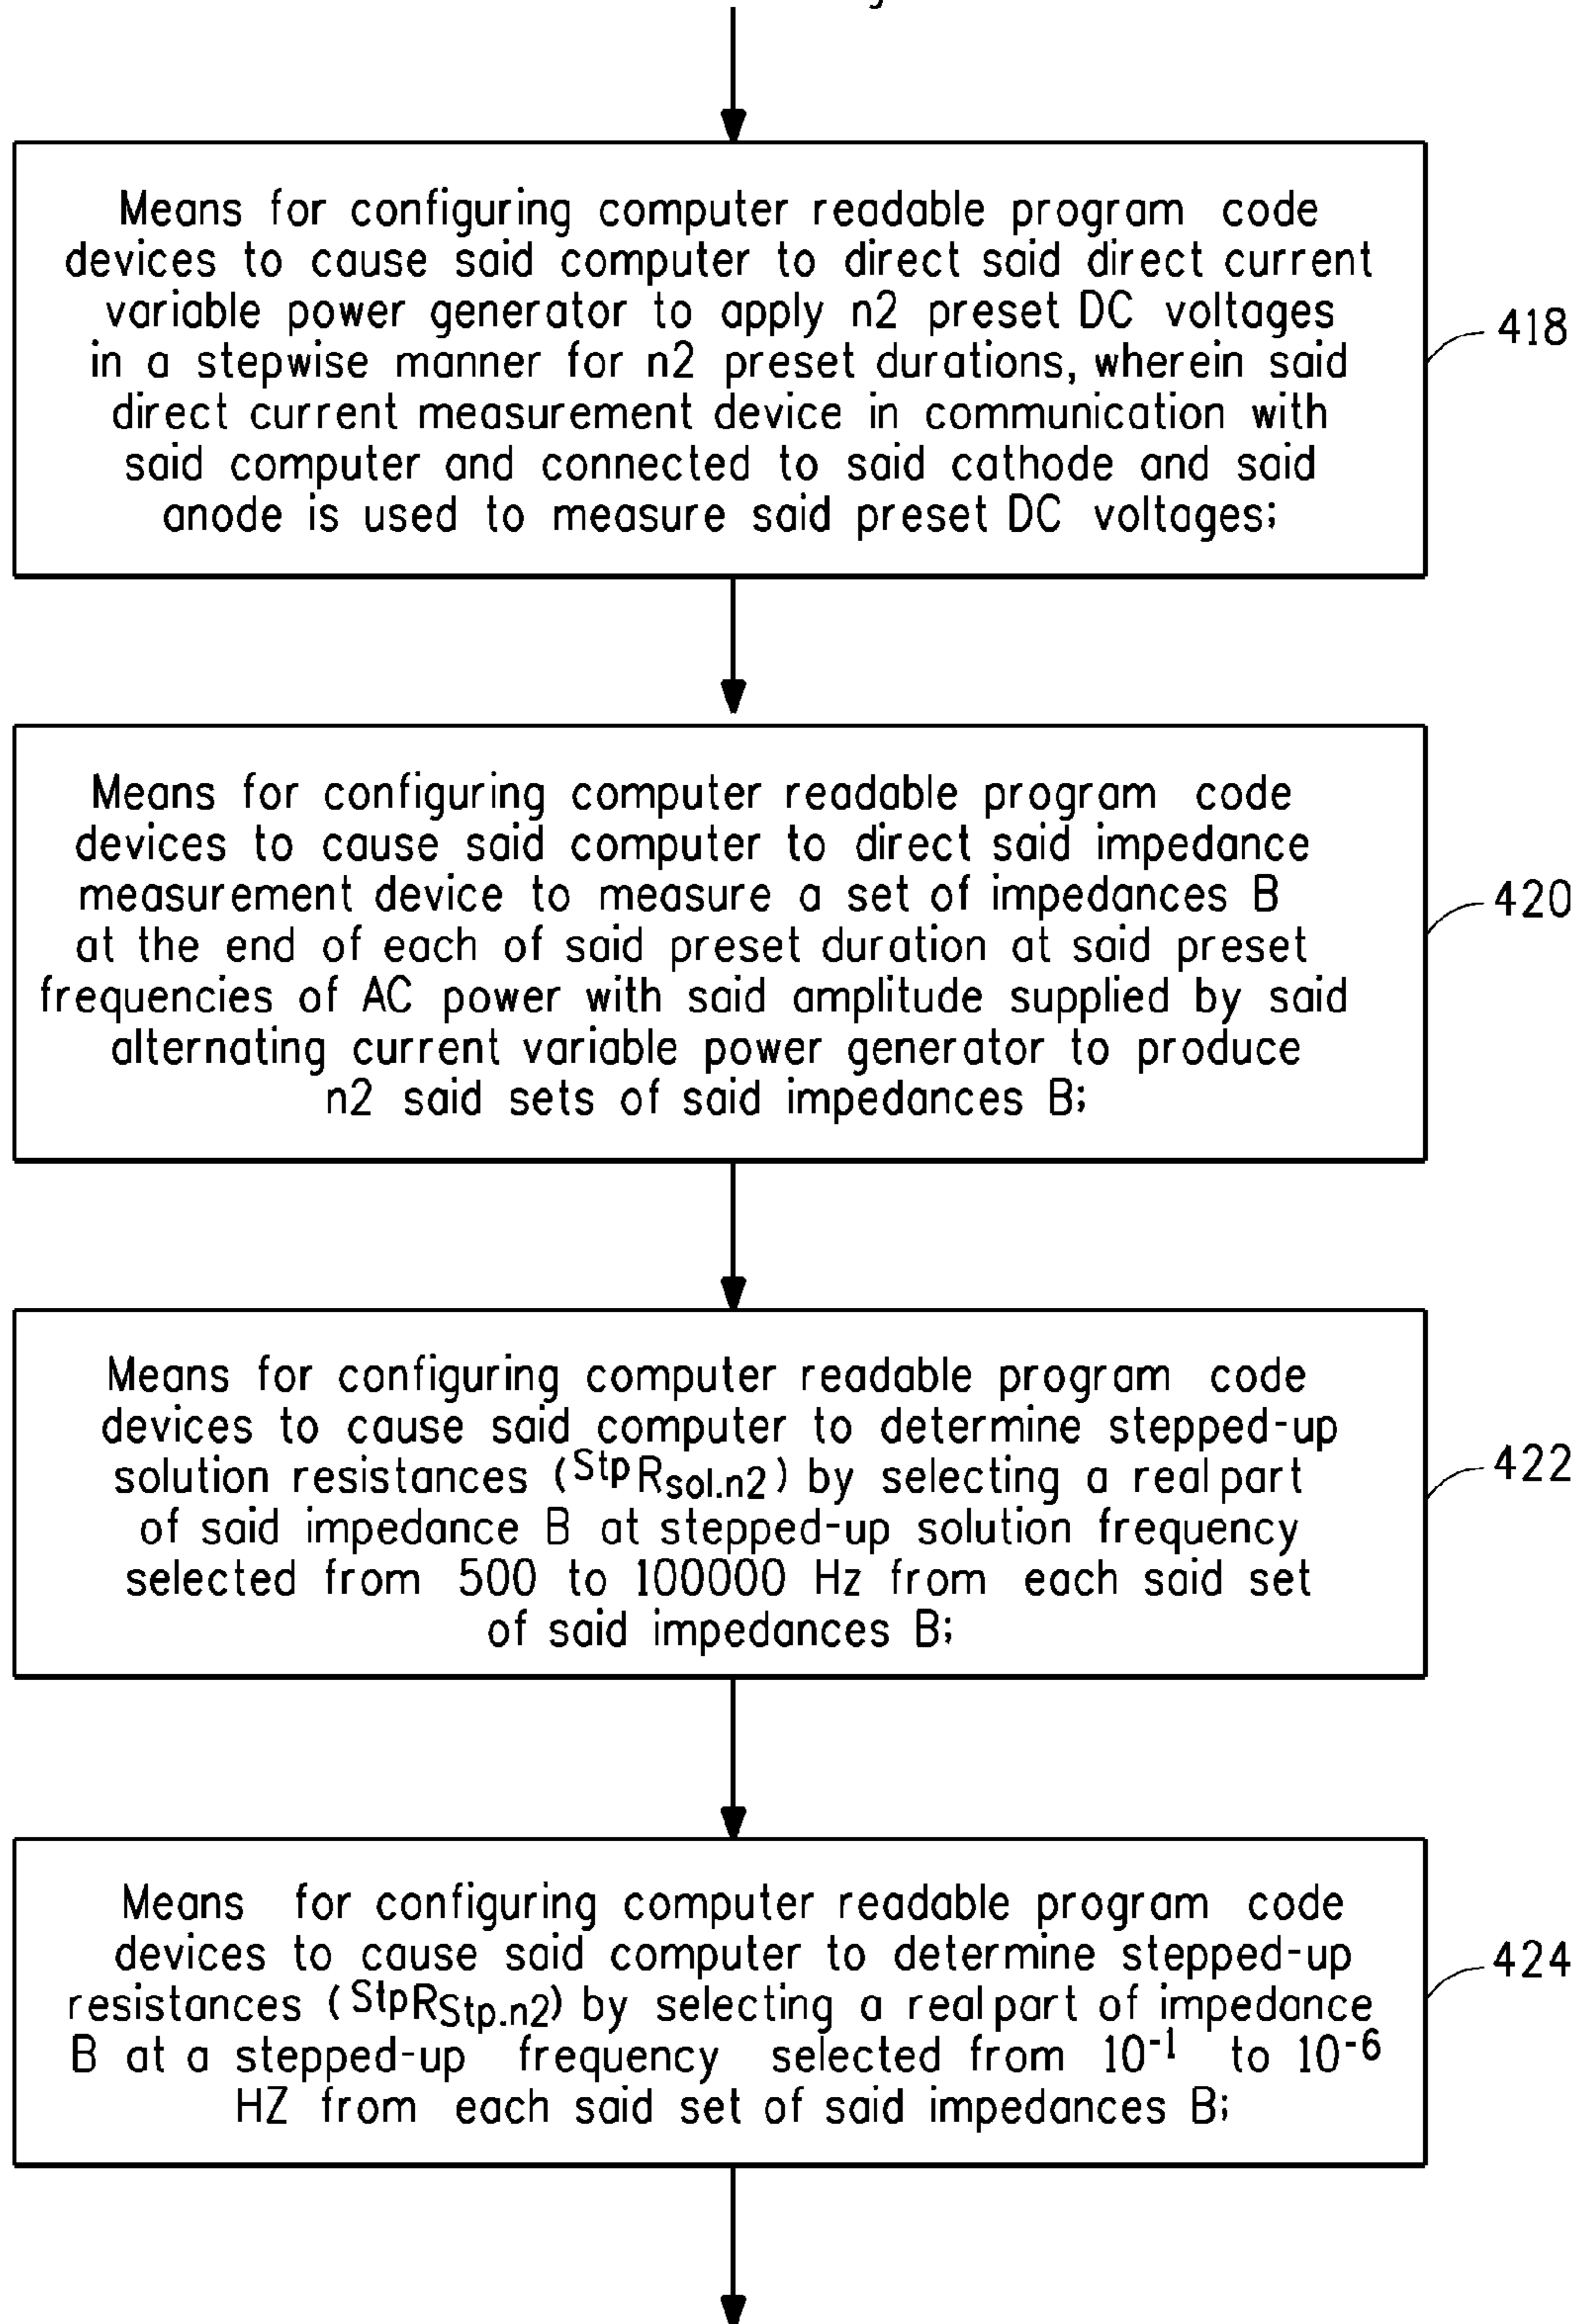 Means for configuring computer readable program code
devices to cause said computer to direct said direct current
variable power generator to apply n2 preset DC voltages
in a stepwise manner for n2 preset durations, wherein said
direct current measurement device in communication with
said computer and connected to said cathode and said
anode is used to measure said preset DC voltages;
418
Means for configuring computer readable program code
devices to cause said computer to direct said impedance
measurement device to measure a set of impedances B
at the end of each of said preset duration at said preset
frequencies of AC power with said amplitude supplied by said
alternating current variable power generator to produce
n2 said sets of said impedances B;
420
Means for configuring computer readable program code
devices to cause said computer to determine stepped-up
solution resistances (StpRsol.n2) by selecting a real part
of said impedance B at stepped-up solution frequency
selected from 500 to 100000 Hz from each said set
of said impedances B;
422
Means for configuring computer readable program code
devices to cause said computer to determine stepped-up
resistances (StpRStp.n2) by selecting a real part of impedance
B at a stepped-up frequency selected from 10⁻¹ to 10⁻⁶
HZ from each said set of said impedances B;
424